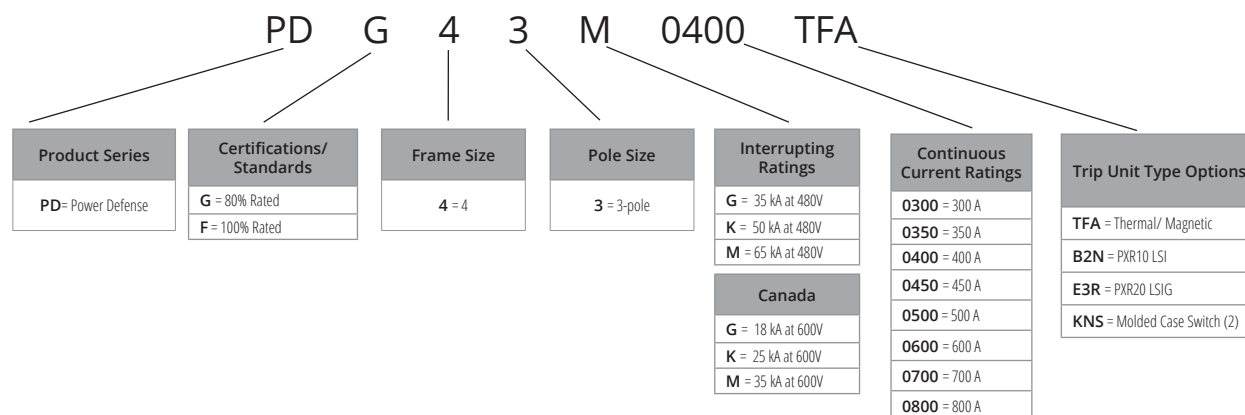 PD G 4 3 M 0400 TFA
Product Series
PD= Power Defense
Certifications/
Standards
G = 80% Rated
F = 100% Rated
Frame Size
4 = 4
Pole Size
3 = 3-pole
Interrupting
Ratings
G = 35 kA at 480V
K = 50 kA at 480V
M = 65 kA at 480V
Canada
G = 18 kA at 600V
K = 25 kA at 600V
M = 35 kA at 600V
Continuous
Current Ratings
0300 = 300 A
0350 = 350 A
0400 = 400 A
0450 = 450 A
0500 = 500 A
0600 = 600 A
0700 = 700 A
0800 = 800 A
Trip Unit Type Options
TFA = Thermal/ Magnetic
B2N = PXR10 LSI
E3R = PXR20 LSIG
KNS = Molded Case Switch (2)